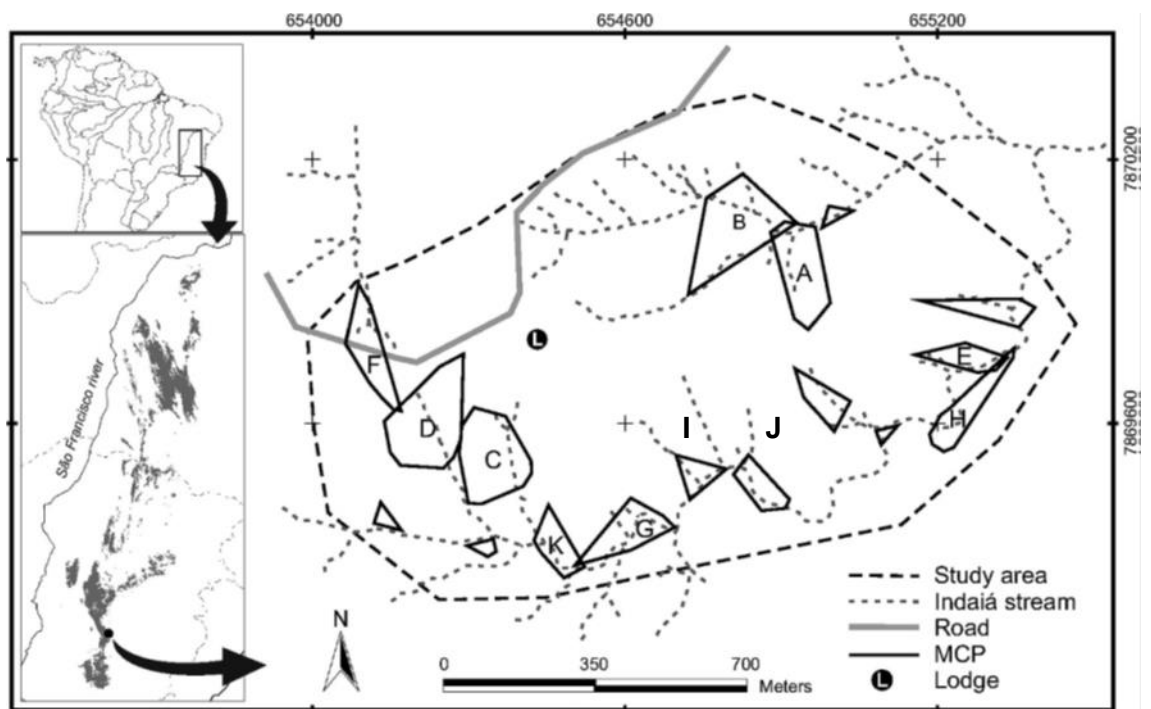 654000 654600 655200
7870200
B
A
L
E
F
H
D
I J
C
7869600
G
K
São Francisco river
N
0 350 700
Meters
Study area
Indaiá stream
Road
MCP
L Lodge